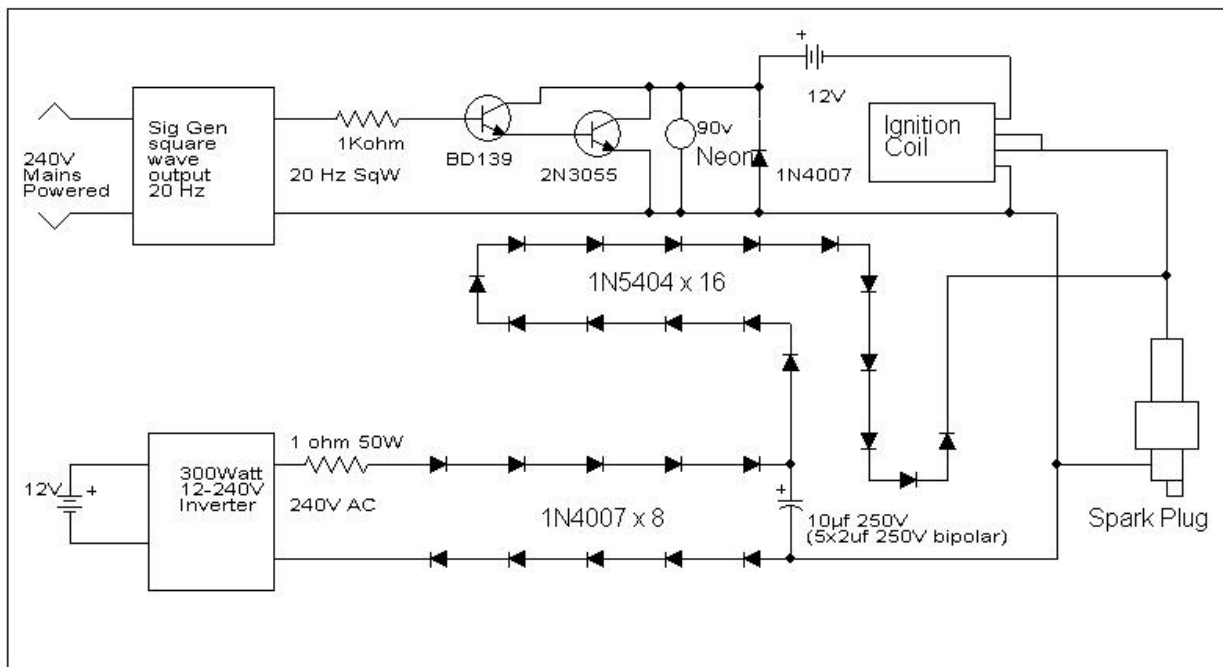 +
12V
Sig Gen
square
wave
output
20 Hz
240V
Mains
Powered
1Kohm
20 Hz SqW
BD139
2N3055
90v
Neon
1N4007
Ignition
Coil
1N5404 x 16
12V
+
300Watt
12-240V
Inverter
1 ohm 50W
240V AC
1N4007 x 8
+
10µf 250V
(5x2uf 250V bipolar)
Spark Plug